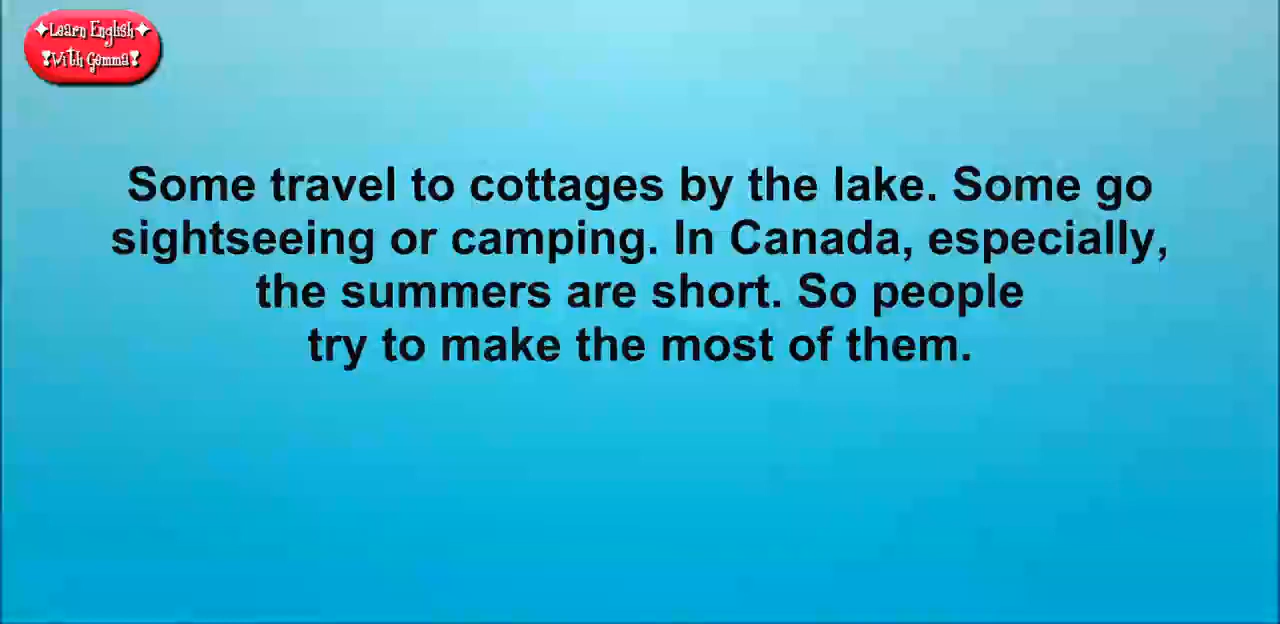 ✦Learn English✦
❣With Gemma❣
Some travel to cottages by the lake. Some go
sightseeing or camping. In Canada, especially,
the summers are short. So people
try to make the most of them.